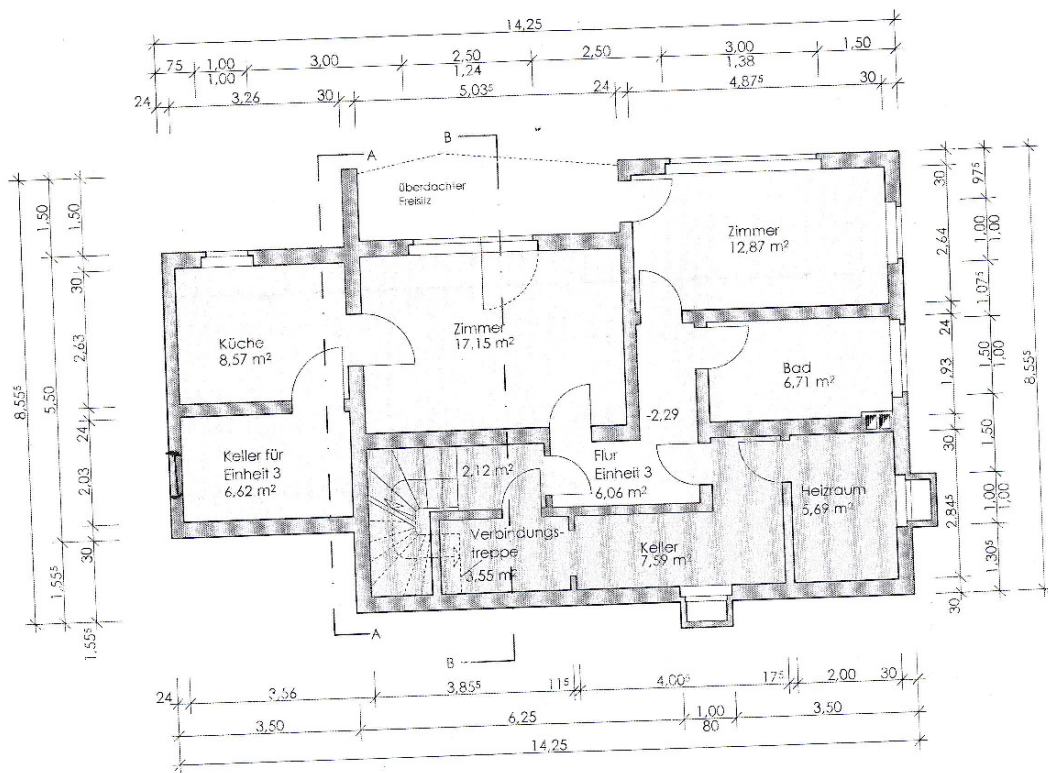 14,25
75
1,00
1,00
3,00
2,50
1,24
2,50
3,00
1,38
1,50
24
3,26
30
5,03⁵
24
4,87⁵
30
B
A
überdachter
Freisitz
Zimmer
12,87 m²
Küche
8,57 m²
Zimmer
17,15 m²
Bad
6,71 m²
-2,29
Keller für
Einheit 3
6,62 m²
2,12 m²
Flur
Einheit 3
6,06 m²
Heizraum
5,69 m²
Verbindungs-
treppe
3,55 m²
Keller
7,59 m²
A
B
8,55⁵
1,50
5,50
1,55⁵
1,50
30
2,63
24
2,03
30
1,55⁵
30
2,64
24
1,93
30
2,84⁵
30
97⁵
1,00
1,00
1,07⁵
1,50
1,00
1,50
1,00
1,00
1,30⁵
8,55⁵
24
3,85⁵
11⁵
4,00⁵
17⁵
2,00
30
3,50
6,25
1,00
80
3,50
14,25